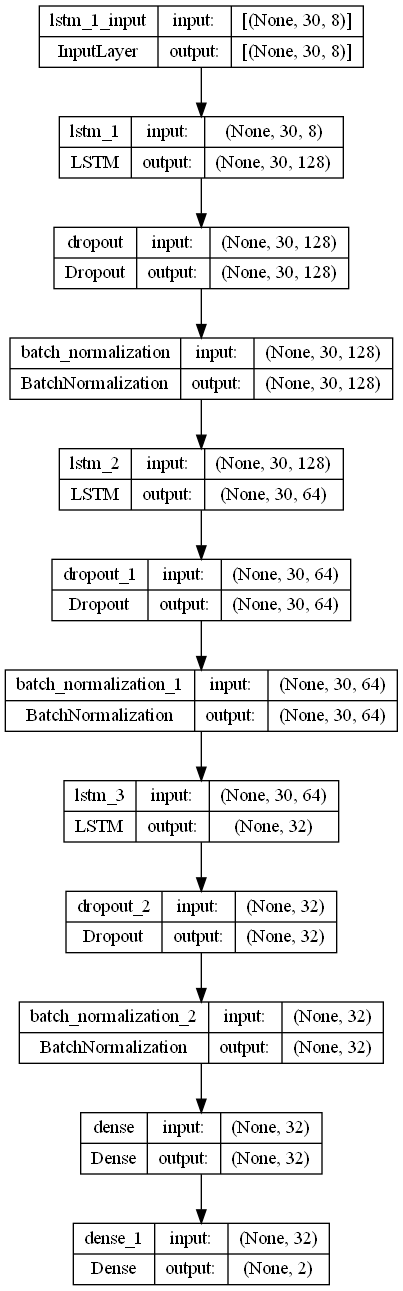 lstm_1_input input: [(None, 30, 8)]
InputLayer output: [(None, 30, 8)]
lstm_1 input: (None, 30, 8)
LSTM output: (None, 30, 128)
dropout input: (None, 30, 128)
Dropout output: (None, 30, 128)
batch_normalization input: (None, 30, 128)
BatchNormalization output: (None, 30, 128)
lstm_2 input: (None, 30, 128)
LSTM output: (None, 30, 64)
dropout_1 input: (None, 30, 64)
Dropout output: (None, 30, 64)
batch_normalization_1 input: (None, 30, 64)
BatchNormalization output: (None, 30, 64)
lstm_3 input: (None, 30, 64)
LSTM output: (None, 32)
dropout_2 input: (None, 32)
Dropout output: (None, 32)
batch_normalization_2 input: (None, 32)
BatchNormalization output: (None, 32)
dense input: (None, 32)
Dense output: (None, 32)
dense_1 input: (None, 32)
Dense output: (None, 2)